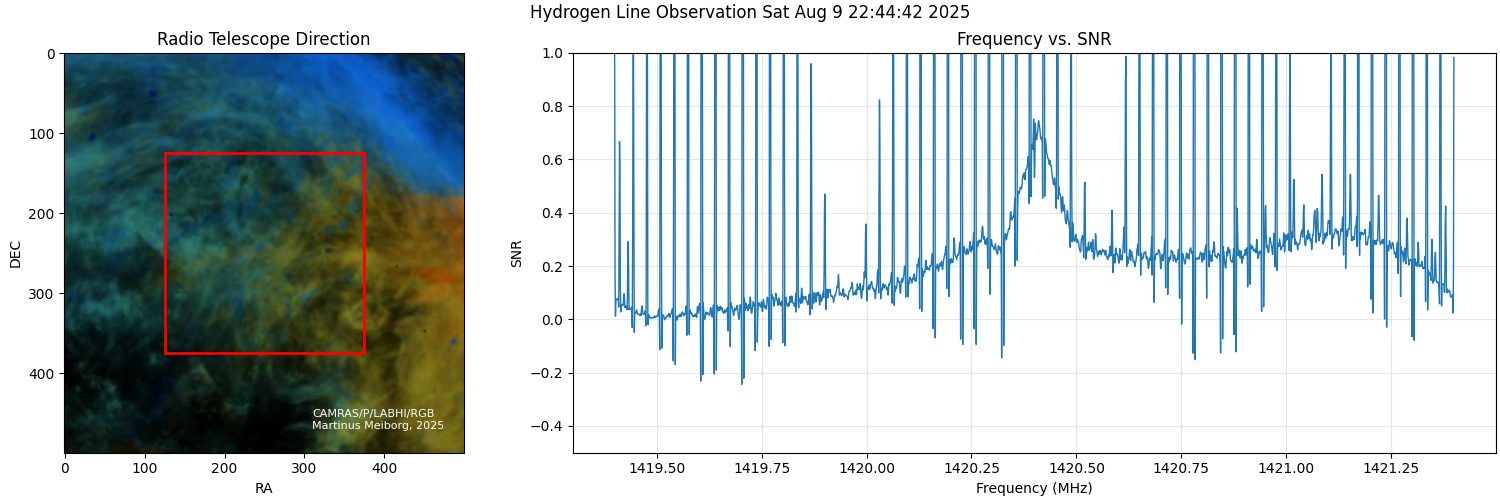 Hydrogen Line Observation Sat Aug 9 22:44:42 2025
Radio Telescope Direction
0
100
200
300
400
DEC
0 100 200 300 400
RA
CAMRAS/P/LABHI/RGB
Martinus Meiborg, 2025
Frequency vs. SNR
1.0
0.8
0.6
0.4
0.2
0.0
−0.2
−0.4
SNR
1419.50 1419.75 1420.00 1420.25 1420.50 1420.75 1421.00 1421.25
Frequency (MHz)